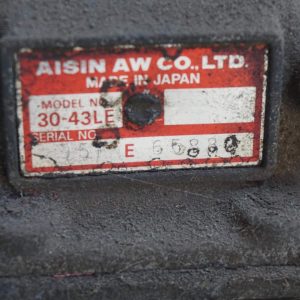 AISIN AW CO., LTD.
MADE IN JAPAN
MODEL NO
30-43LE
SERIAL NO
E